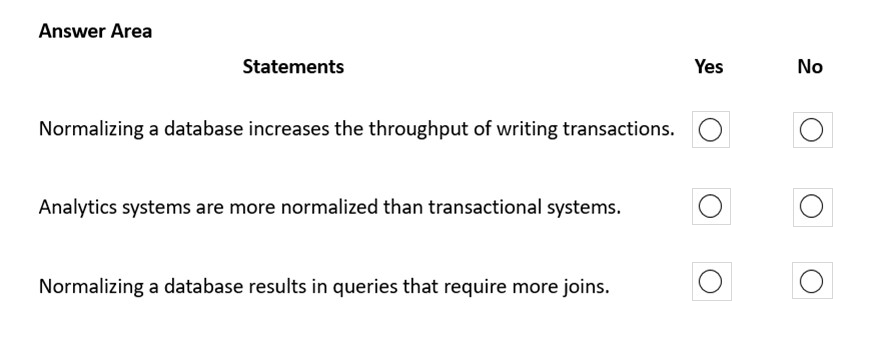 Answer Area
Statements Yes No
Normalizing a database increases the throughput of writing transactions.
Analytics systems are more normalized than transactional systems.
Normalizing a database results in queries that require more joins.